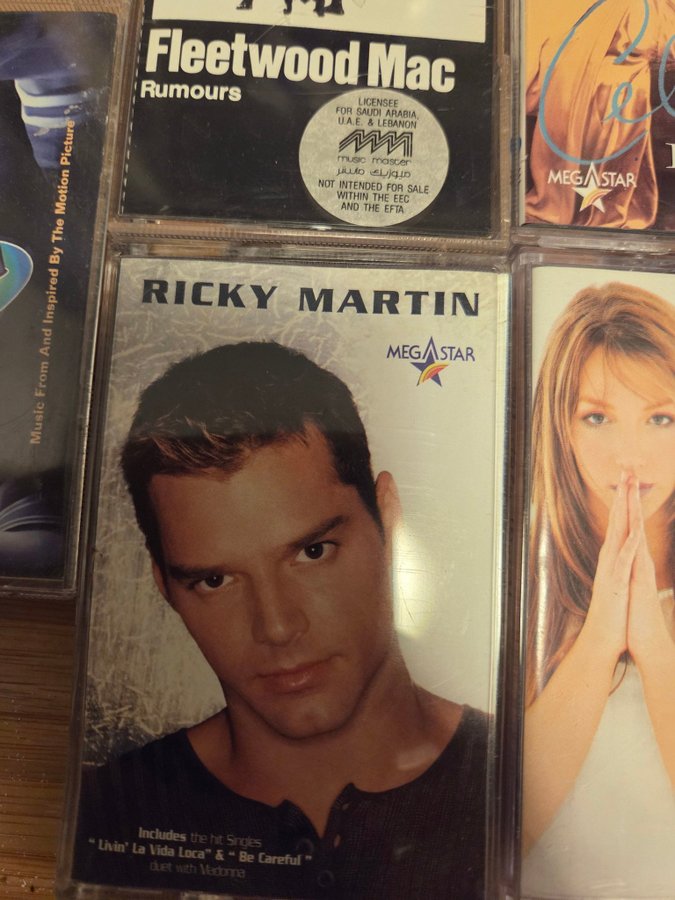 Fleetwood Mac
Rumours
LICENSEE
FOR SAUDI ARABIA,
U.A.E. & LEBANON
music master
ميوزيك ماستر
NOT INTENDED FOR SALE
WITHIN THE EEC
AND THE EFTA
MEGASTAR
Music From And Inspired By The Motion Picture
RICKY MARTIN
MEGASTAR
Includes the hit Singles
"Livin' La Vida Loca" & "Be Careful"
duet with Madonna